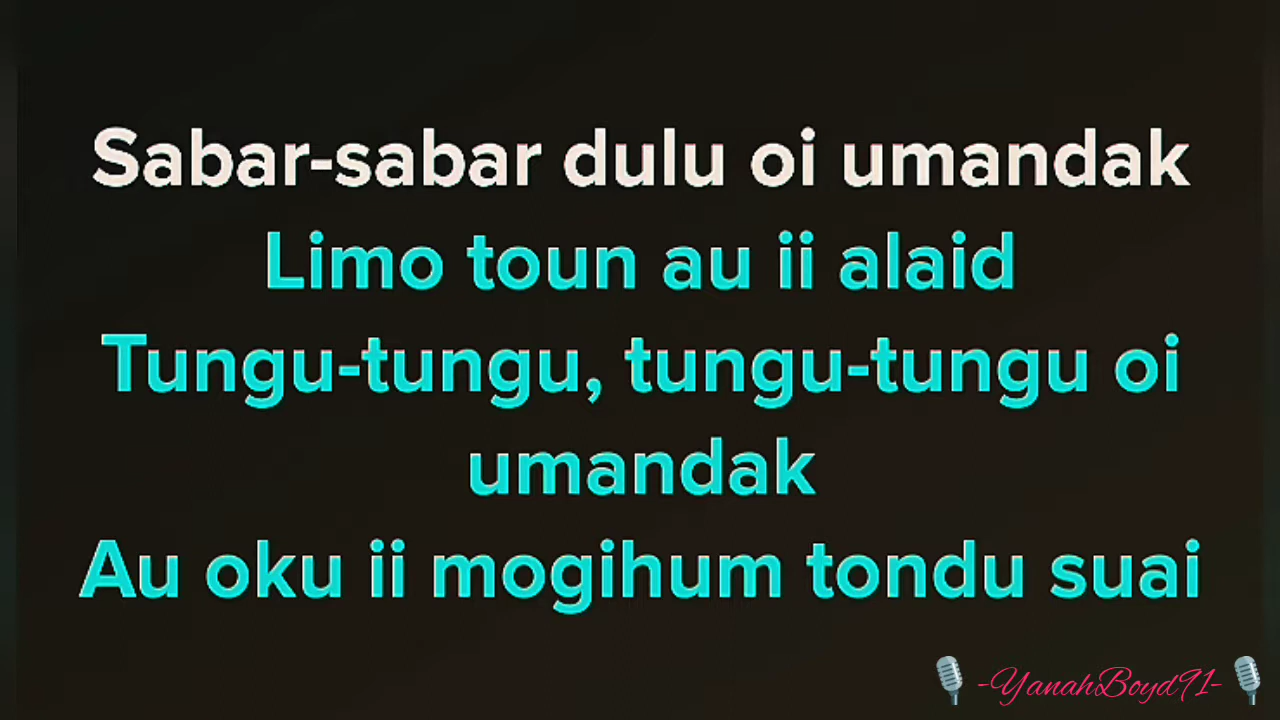 Sabar-sabar dulu oi umandak
Limo toun au ii alaid
Tungu-tungu, tungu-tungu oi
umandak
Au oku ii mogihum tondu suai
-YanahBoyd91-